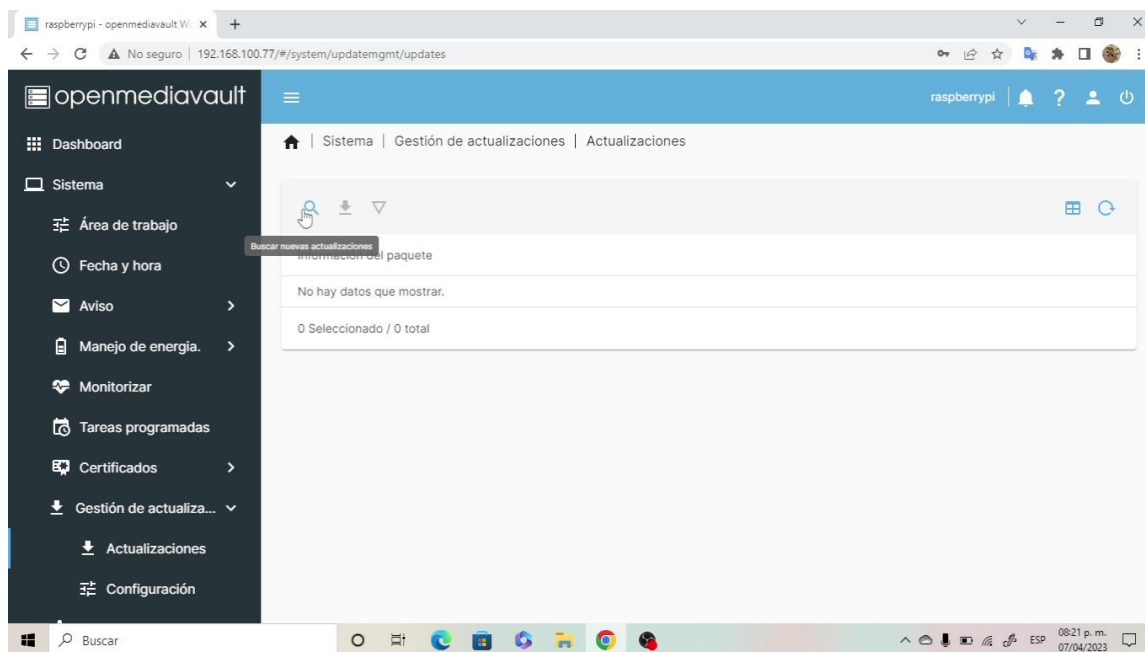 raspberrypi - openmediavault W
No seguro | 192.168.100.77/#/system/updatemgmt/updates
openmediavault
raspberrypi
Dashboard
Sistema
Área de trabajo
Fecha y hora
Aviso
Manejo de energia.
Monitorizar
Tareas programadas
Certificados
Gestión de actualiza...
Actualizaciones
Configuración
| Sistema | Gestión de actualizaciones | Actualizaciones
Buscar nuevas actualizaciones
Información del paquete
No hay datos que mostrar.
0 Seleccionado / 0 total
Buscar
ESP
08:21 p. m.
07/04/2023